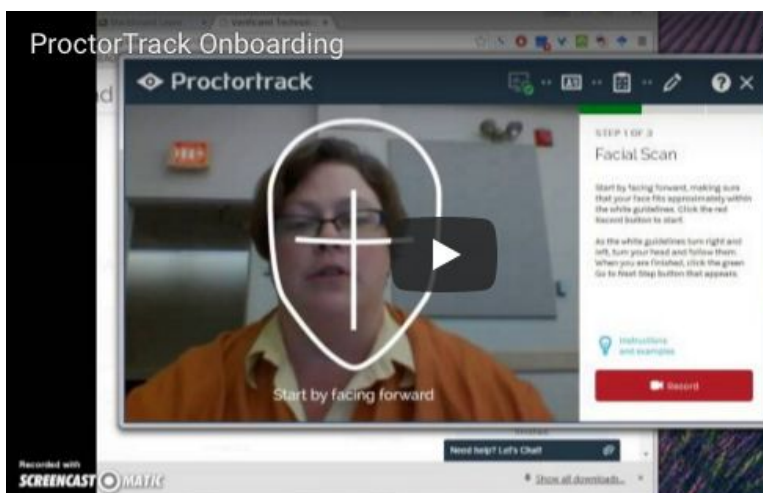 ProctorTrack Onboarding
Proctortrack
STEP 1 OF 3
Facial Scan
Start by facing forward, making sure
that your face fits approximately within
the white guidelines. Click the red
Record button to start.
As the white guidelines turn right and
left, turn your head and follow them.
When you are finished, click the green
Go to Next Step button that appears.
Instructions
and examples
Record
Start by facing forward
Need help? Let's Chat!
Recorded with
SCREENCAST MATIC
Show all downloads...